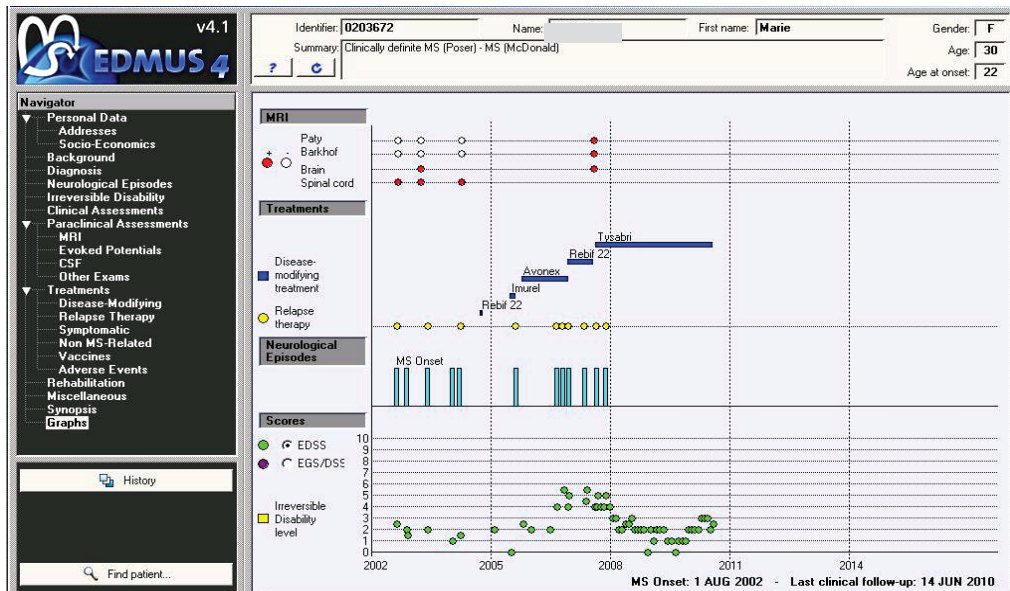 v4.1
EDMUS 4
Identifier: 0203672 Name: First name: Marie Gender: F
Summary: Clinically definite MS (Poser) - MS (McDonald) Age: 30
? Age at onset: 22
Navigator
Personal Data
Addresses
Socio-Economics
Background
Diagnosis
Neurological Episodes
Irreversible Disability
Clinical Assessments
Paraclinical Assessments
MRI
Evoked Potentials
CSF
Other Exams
Treatments
Disease-Modifying
Relapse Therapy
Symptomatic
Non MS-Related
Vaccines
Adverse Events
Rehabilitation
Miscellaneous
Synopsis
Graphs
History
Find patient...
MRI
Paty
+ - Barkhof
Brain
Spinal cord
Treatments
Tysabri
Rebif 22
Avonex
Imurel
Rebif 22
Disease-
modifying
treatment
Relapse
therapy
Neurological
Episodes
MS Onset
Scores
EDSS
EGS/DSS
Irreversible
Disability
level
10
9
8
7
6
5
4
3
2
1
0
2002 2005 2008 2011 2014
MS Onset: 1 AUG 2002 - Last clinical follow-up: 14 JUN 2010